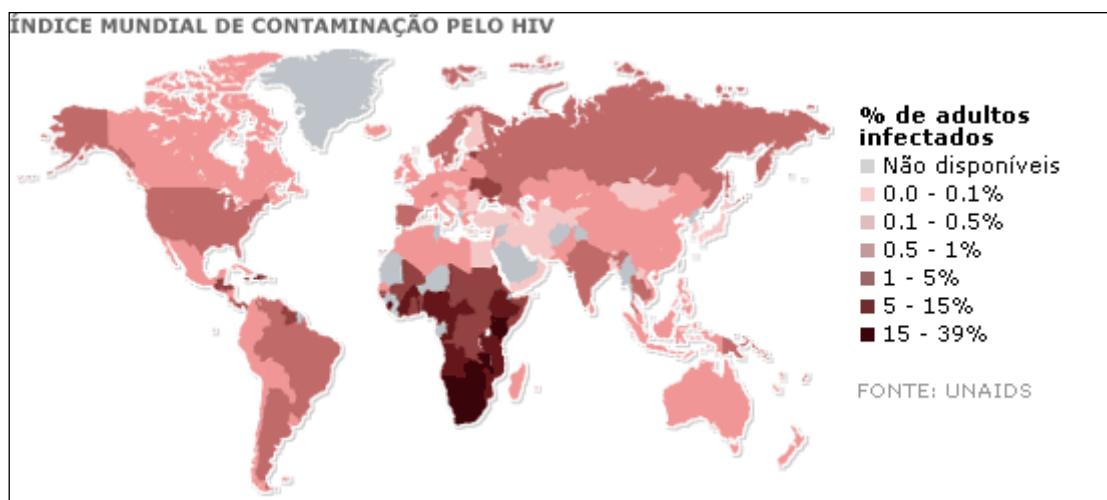 ÍNDICE MUNDIAL DE CONTAMINAÇÃO PELO HIV
% de adultos
infectados
Não disponíveis
0.0 - 0.1%
0.1 - 0.5%
0.5 - 1%
1 - 5%
5 - 15%
15 - 39%
FONTE: UNAIDS